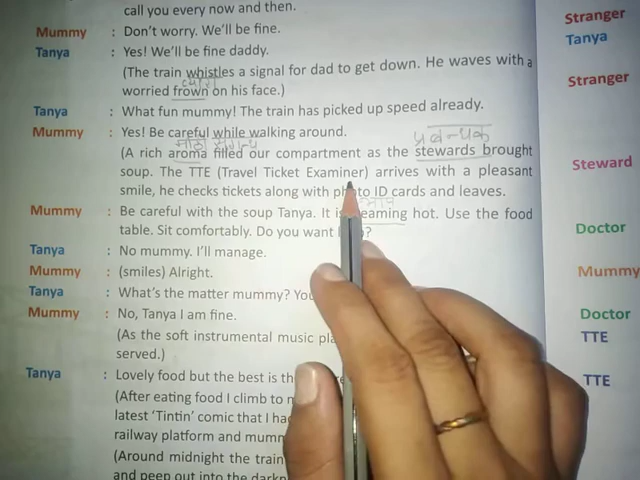 call you every now and then.
Mummy : Don't worry. We'll be fine.
Tanya : Yes! We'll be fine daddy.
(The train whistles a signal for dad to get down. He waves with a
worried frown on his face.)
Tanya : What fun mummy! The train has picked up speed already.
Mummy : Yes! Be careful while walking around.
(A rich aroma filled our compartment as the stewards brought
soup. The TTE (Travel Ticket Examiner) arrives with a pleasant
smile, he checks tickets along with photo ID cards and leaves.
Mummy : Be careful with the soup Tanya. It is steaming hot. Use the food
table. Sit comfortably. Do you want
Tanya : No mummy. I'll manage.
Mummy : (smiles) Alright.
Tanya : What's the matter mummy?
Mummy : No, Tanya I am fine.
(As the soft instrumental music
served.)
Tanya : Lovely food but the best is
(After eating food I climb to
latest 'Tintin' comic that I
railway platform and
(Around midnight the train
and peep out into the
Stranger
Tanya
Stranger
Steward
Doctor
Mummy
Doctor
TTE
TTE